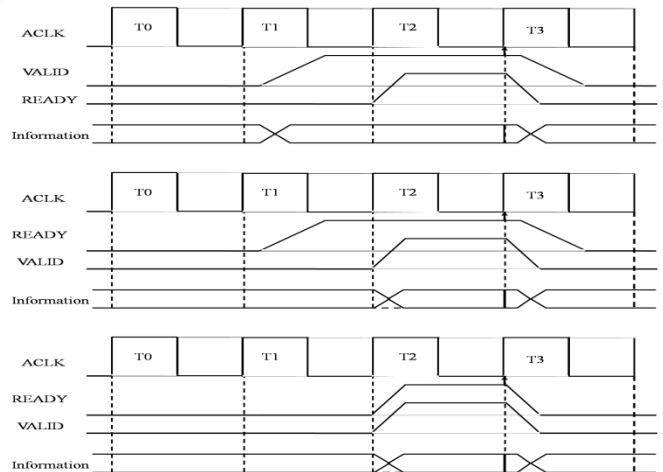 ACLK T0 T1 T2 T3
VALID
READY
Information
ACLK T0 T1 T2 T3
READY
VALID
Information
ACLK T0 T1 T2 T3
READY
VALID
Information